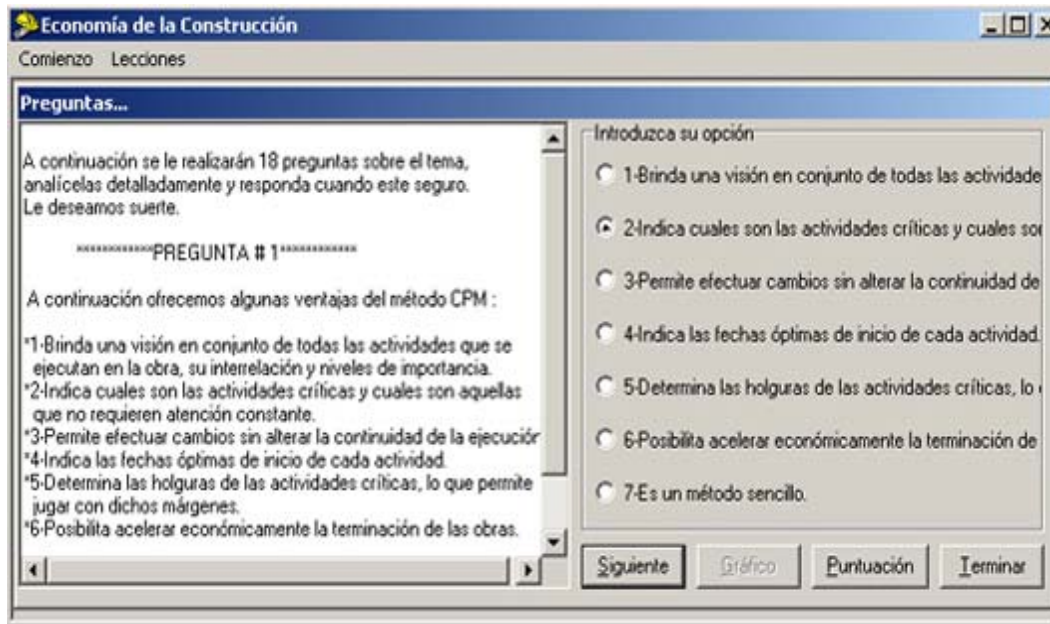 Economía de la Construcción
Comienzo Lecciones
Preguntas...
A continuación se le realizarán 18 preguntas sobre el tema,
analícelas detalladamente y responda cuando este seguro.
Le deseamos suerte.
************PREGUNTA # 1************
A continuación ofrecemos algunas ventajas del método CPM :
*1-Brinda una visión en conjunto de todas las actividades que se
ejecutan en la obra, su interrelación y niveles de importancia.
*2-Indica cuales son las actividades críticas y cuales son aquellas
que no requieren atención constante.
*3-Permite efectuar cambios sin alterar la continuidad de la ejecución
*4-Indica las fechas óptimas de inicio de cada actividad.
*5-Determina las holguras de las actividades críticas, lo que permite
jugar con dichos márgenes.
*6-Posibilita acelerar económicamente la terminación de las obras.
Introduzca su opción
1-Brinda una visión en conjunto de todas las actividade
2-Indica cuales son las actividades críticas y cuales so
3-Permite efectuar cambios sin alterar la continuidad de
4-Indica las fechas óptimas de inicio de cada actividad.
5-Determina las holguras de las actividades críticas, lo
6-Posibilita acelerar económicamente la terminación de
7-Es un método sencillo.
Siguiente Gráfico Puntuación Terminar